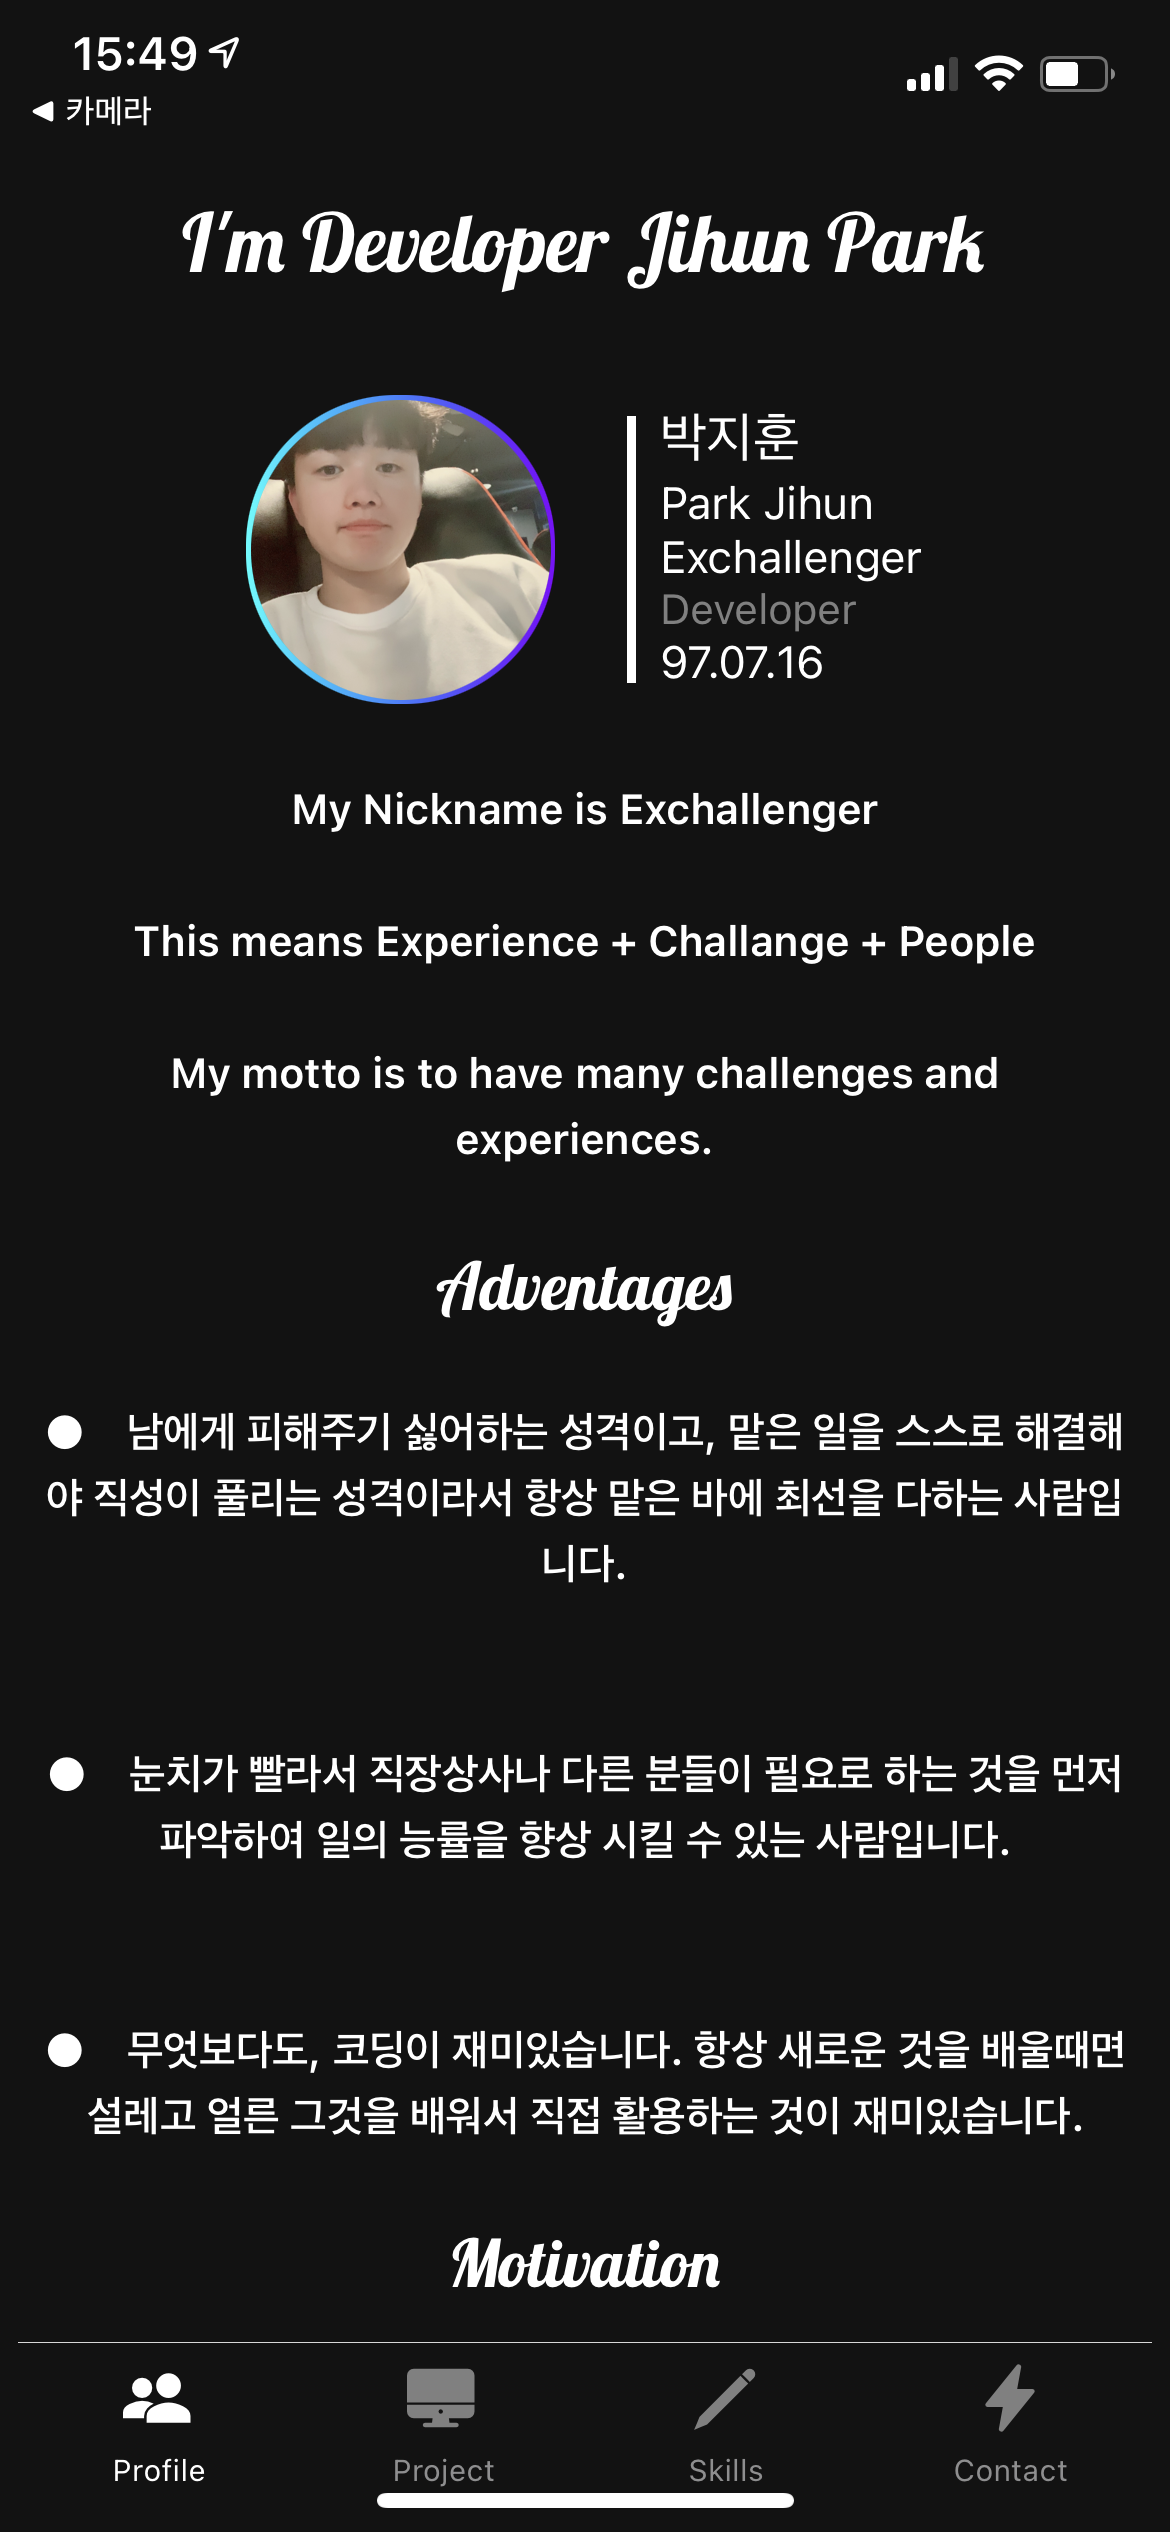 15:49
카메라
I'm Developer Jihun Park
박지훈
Park Jihun
Exchallenger
Developer
97.07.16
My Nickname is Exchallenger
This means Experience + Challange + People
My motto is to have many challenges and
experiences.
Adventages
● 남에게 피해주기 싫어하는 성격이고, 맡은 일을 스스로 해결해
야 직성이 풀리는 성격이라서 항상 맡은 바에 최선을 다하는 사람입
니다.
● 눈치가 빨라서 직장상사나 다른 분들이 필요로 하는 것을 먼저
파악하여 일의 능률을 향상 시킬 수 있는 사람입니다.
● 무엇보다도, 코딩이 재미있습니다. 항상 새로운 것을 배울때면
설레고 얼른 그것을 배워서 직접 활용하는 것이 재미있습니다.
Motivation
Profile
Project
Skills
Contact